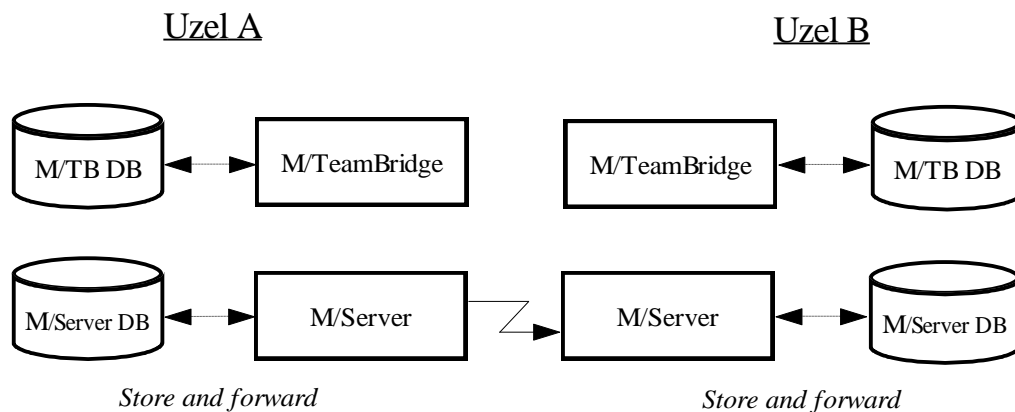 Uzel A
Uzel B
M/TB DB
M/TeamBridge
M/TeamBridge
M/TB DB
M/Server DB
M/Server
M/Server
M/Server DB
Store and forward
Store and forward